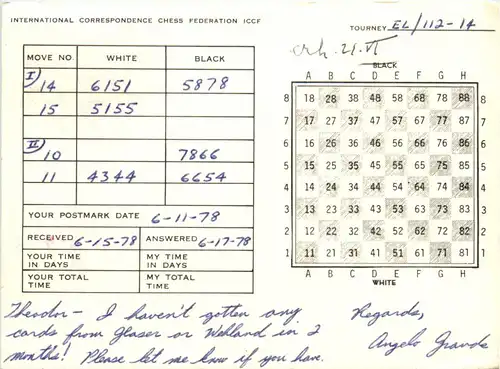 INTERNATIONAL CORRESPONDENCE CHESS FEDERATION ICCF
TOURNEY EL/112-14
erh. 21.VI
MOVE NO WHITE BLACK
I) 14 6151 5878
15 5155
II) 10 7866
11 4344 6654
YOUR POSTMARK DATE 6-11-78
RECEIVED 6-15-78 ANSWERED 6-17-78
YOUR TIME IN DAYS MY TIME IN DAYS
YOUR TOTAL TIME MY TOTAL TIME
BLACK
A B C D E F G H
8 18 28 38 48 58 68 78 88 8
7 17 27 37 47 57 67 77 87 7
6 16 26 36 46 56 66 76 86 6
5 15 25 35 45 55 65 75 85 5
4 14 24 34 44 54 64 74 84 4
3 13 23 33 43 53 63 73 83 3
2 12 22 32 42 52 62 72 82 2
1 11 21 31 41 51 61 71 81 1
A B C D E F G H
WHITE
Theodor - I haven't gotten any
cards from Glaser or Wehland in 2
months! Please let me know if you have.
Regards,
Angelo Grande